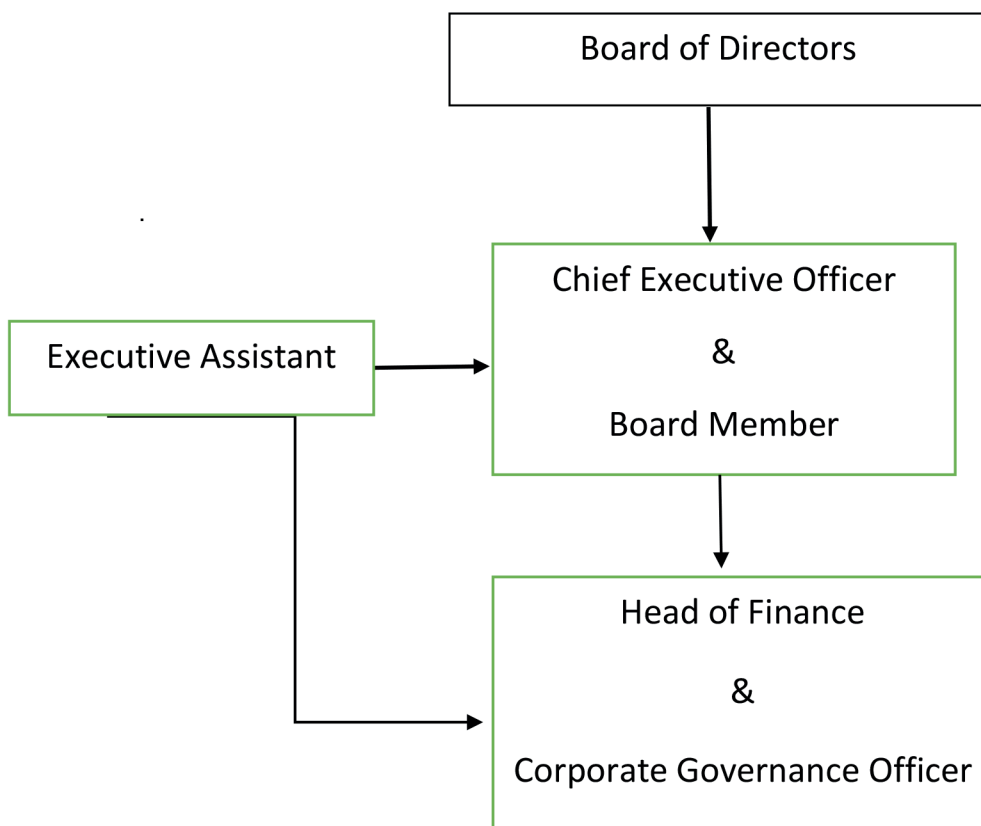 Board of Directors
Chief Executive Officer
&
Board Member
Executive Assistant
Head of Finance
&
Corporate Governance Officer